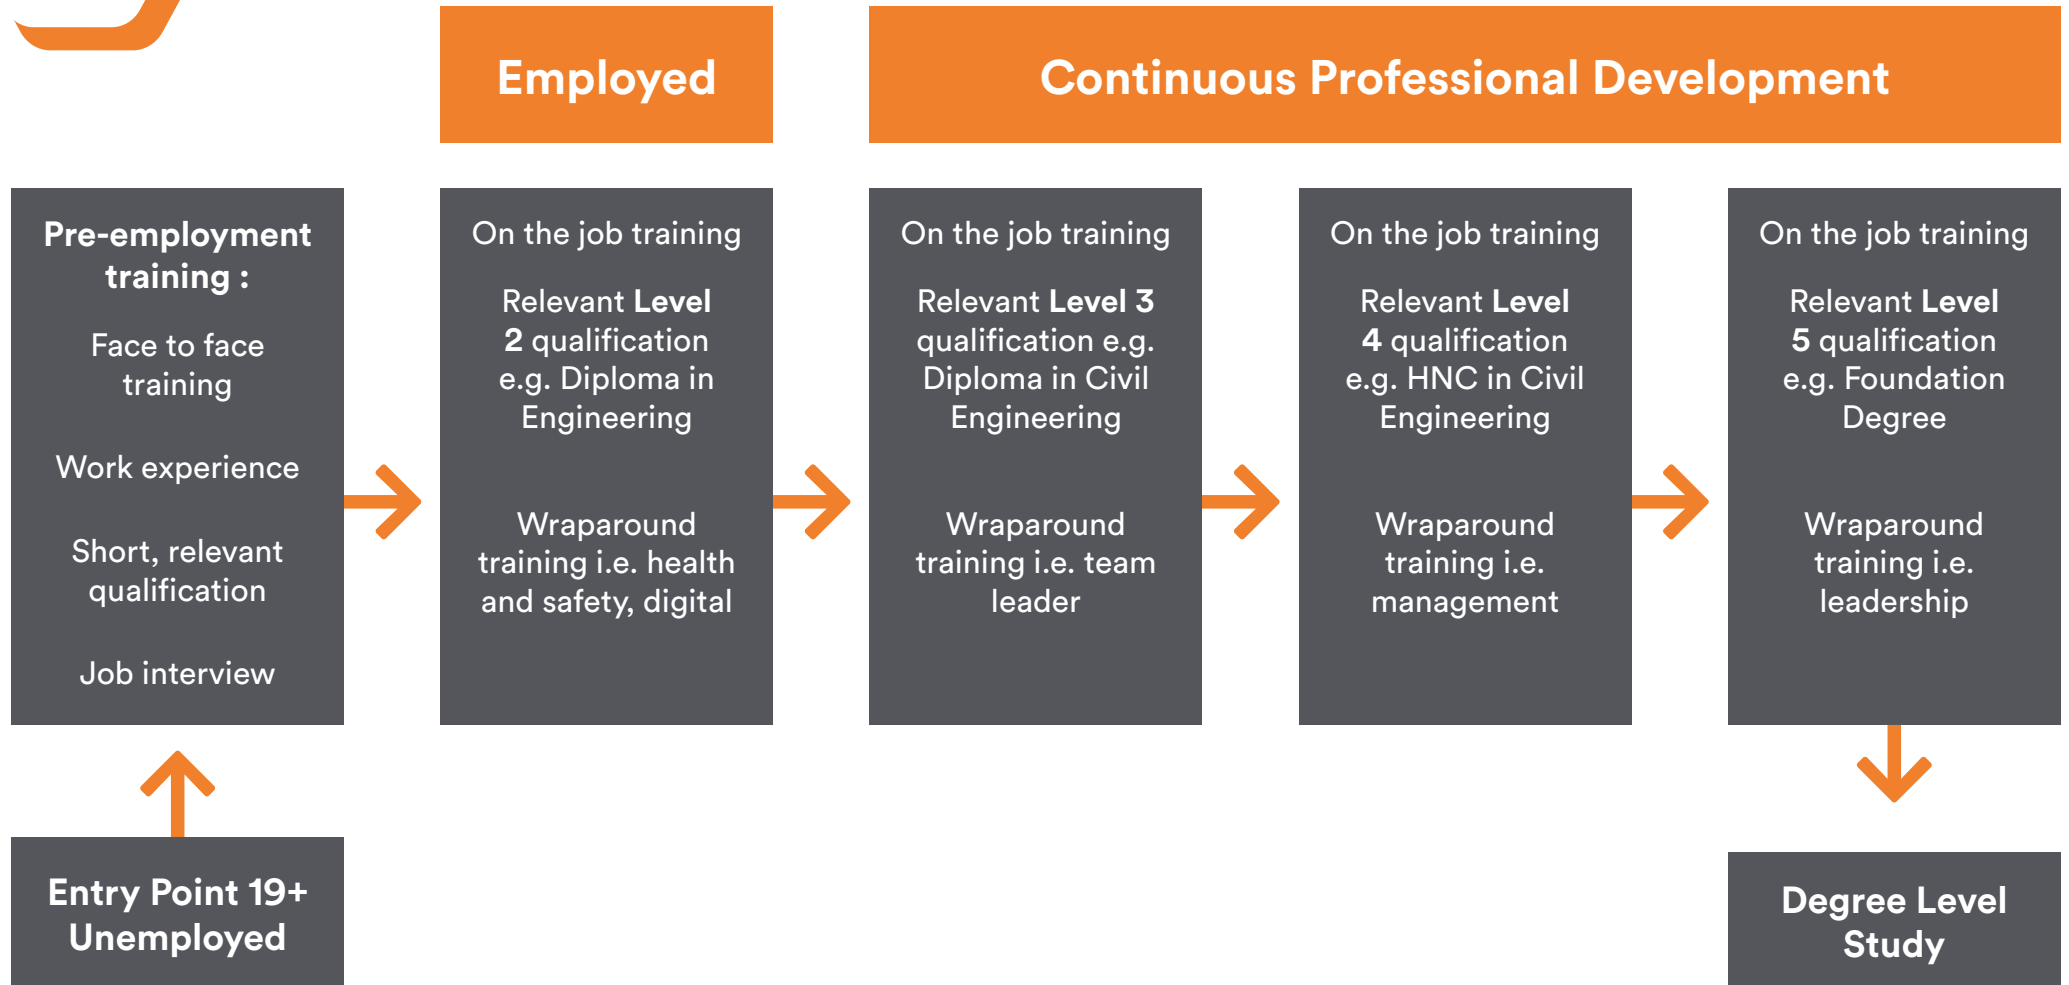 Employed
Continuous Professional Development
Pre-employment
training :
Face to face
training
Work experience
Short, relevant
qualification
Job interview
On the job training
Relevant Level
2 qualification
e.g. Diploma in
Engineering
Wraparound
training i.e. health
and safety, digital
On the job training
Relevant Level 3
qualification e.g.
Diploma in Civil
Engineering
Wraparound
training i.e. team
leader
On the job training
Relevant Level
4 qualification
e.g. HNC in Civil
Engineering
Wraparound
training i.e.
management
On the job training
Relevant Level
5 qualification
e.g. Foundation
Degree
Wraparound
training i.e.
leadership
Entry Point 19+
Unemployed
Degree Level
Study